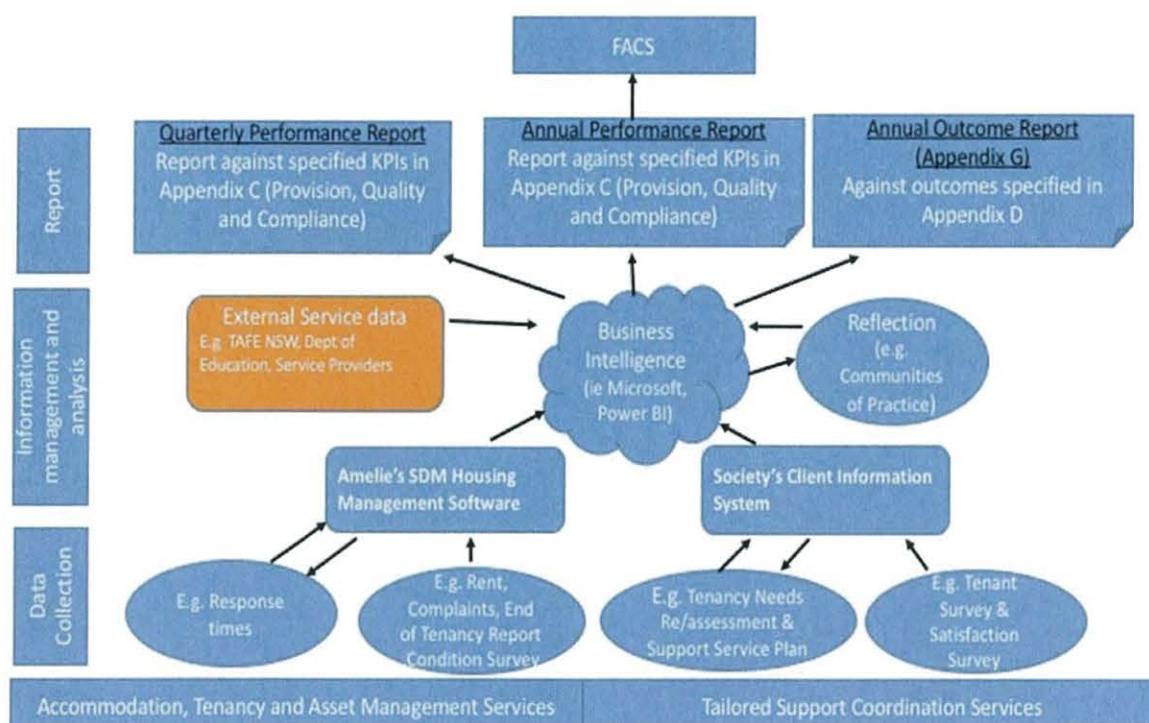 FACS
Report
Quarterly Performance Report
Report against specified KPIs in
Appendix C (Provision, Quality
and Compliance)
Annual Performance Report
Report against specified KPIs in
Appendix C (Provision, Quality
and Compliance)
Annual Outcome Report
(Appendix G)
Against outcomes specified in
Appendix D
Information
management and
analysis
External Service data
E.g. TAFE NSW, Dept of
Education, Service Providers
Business
Intelligence
(ie Microsoft,
Power BI)
Reflection
(e.g.
Communities
of Practice)
Amelie's SDM Housing
Management Software
Society's Client Information
System
Data
Collection
E.g. Response
times
E.g. Rent,
Complaints, End
of Tenancy Report
Condition Survey
E.g. Tenancy Needs
Re/assessment &
Support Service Plan
E.g. Tenant
Survey &
Satisfaction
Survey
Accommodation, Tenancy and Asset Management Services
Tailored Support Coordination Services